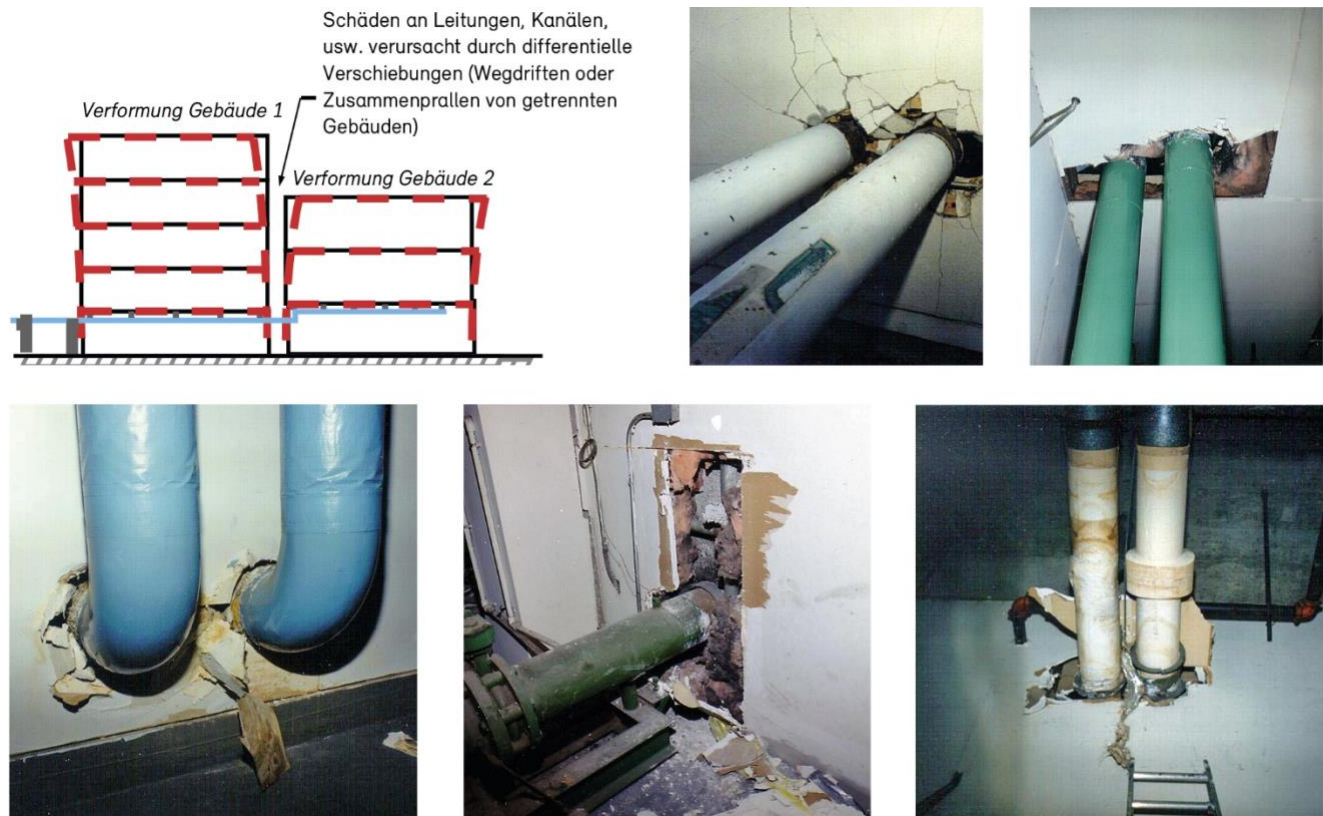 Schäden an Leitungen, Kanälen,
usw. verursacht durch differentielle
Verschiebungen (Wegdriften oder
Zusammenprallen von getrennten
Gebäuden)
Verformung Gebäude 1
Verformung Gebäude 2